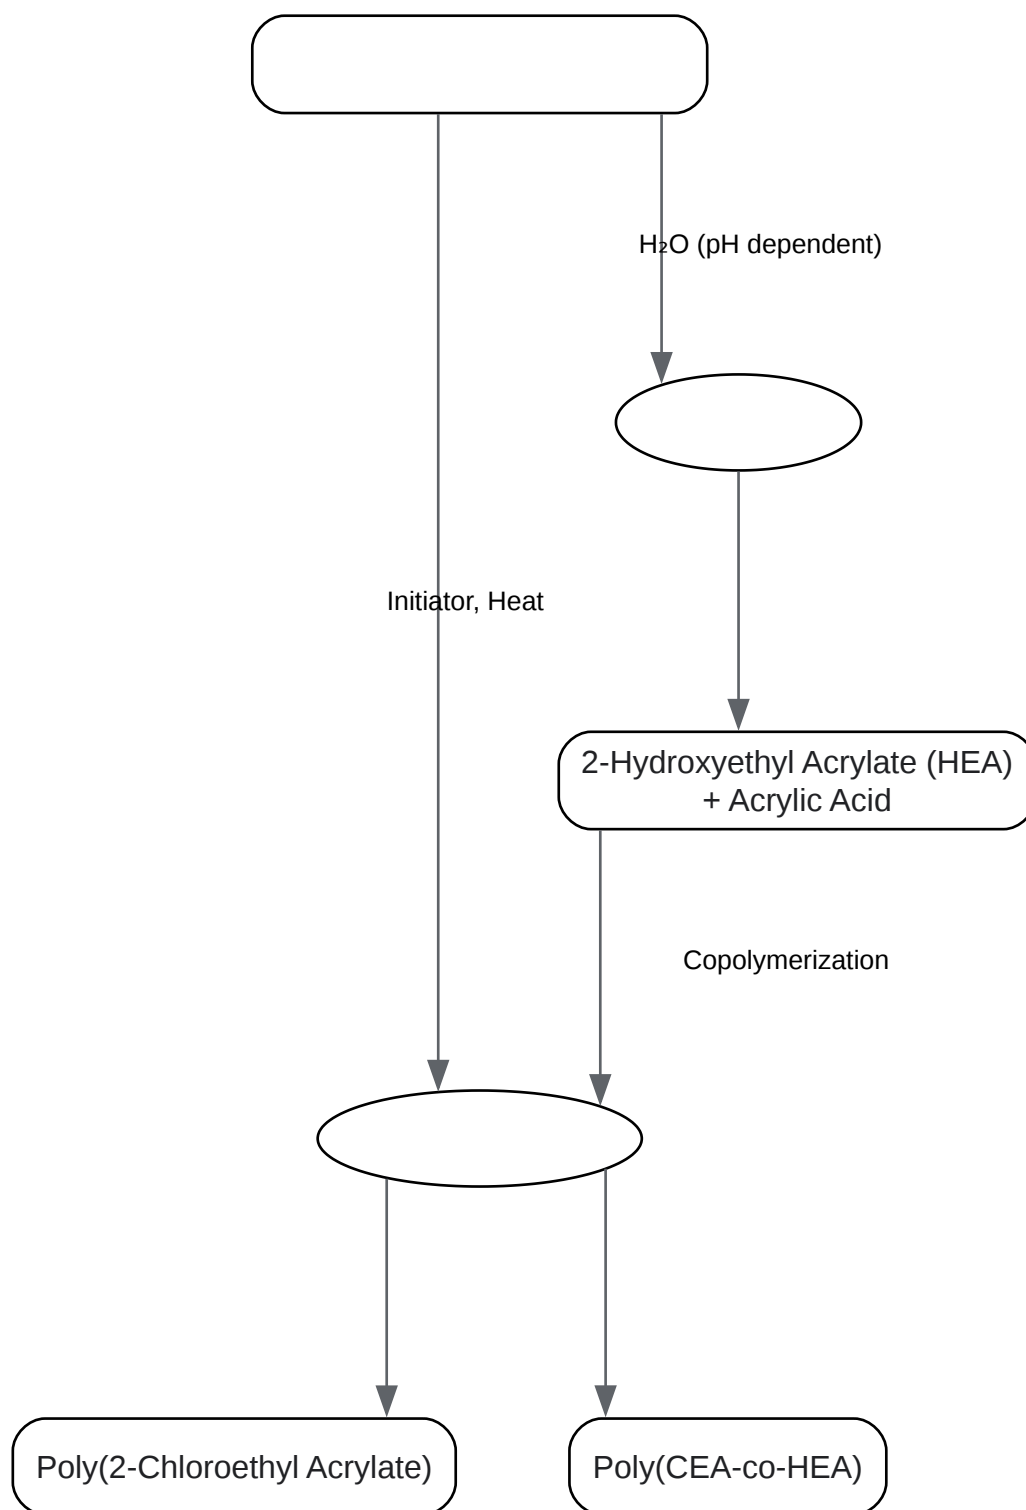 H₂O (pH dependent)
Initiator, Heat
2-Hydroxyethyl Acrylate (HEA)
+ Acrylic Acid
Copolymerization
Poly(2-Chloroethyl Acrylate)
Poly(CEA-co-HEA)